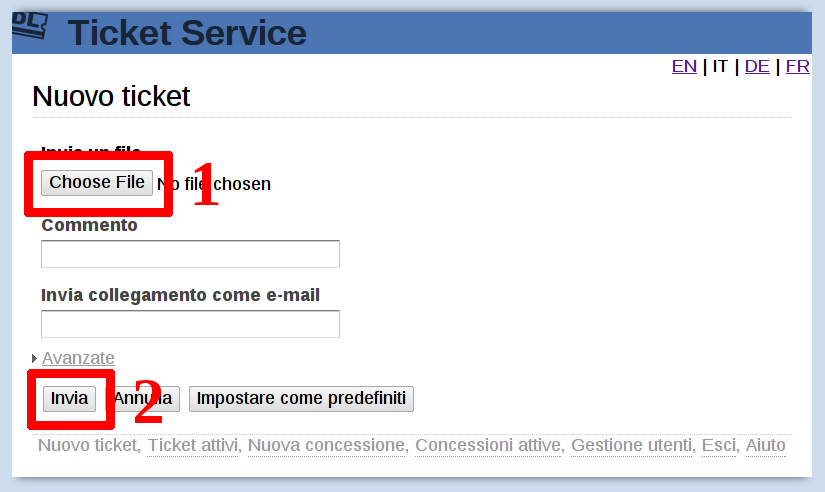 DL
Ticket Service
EN | IT | DE | FR
Nuovo ticket
Invia un file
Choose File No file chosen
1
Commento
Invia collegamento come e-mail
Avanzate
Invia Annulla Impostare come predefiniti
2
Nuovo ticket, Ticket attivi, Nuova concessione, Concessioni attive, Gestione utenti, Esci, Aiuto